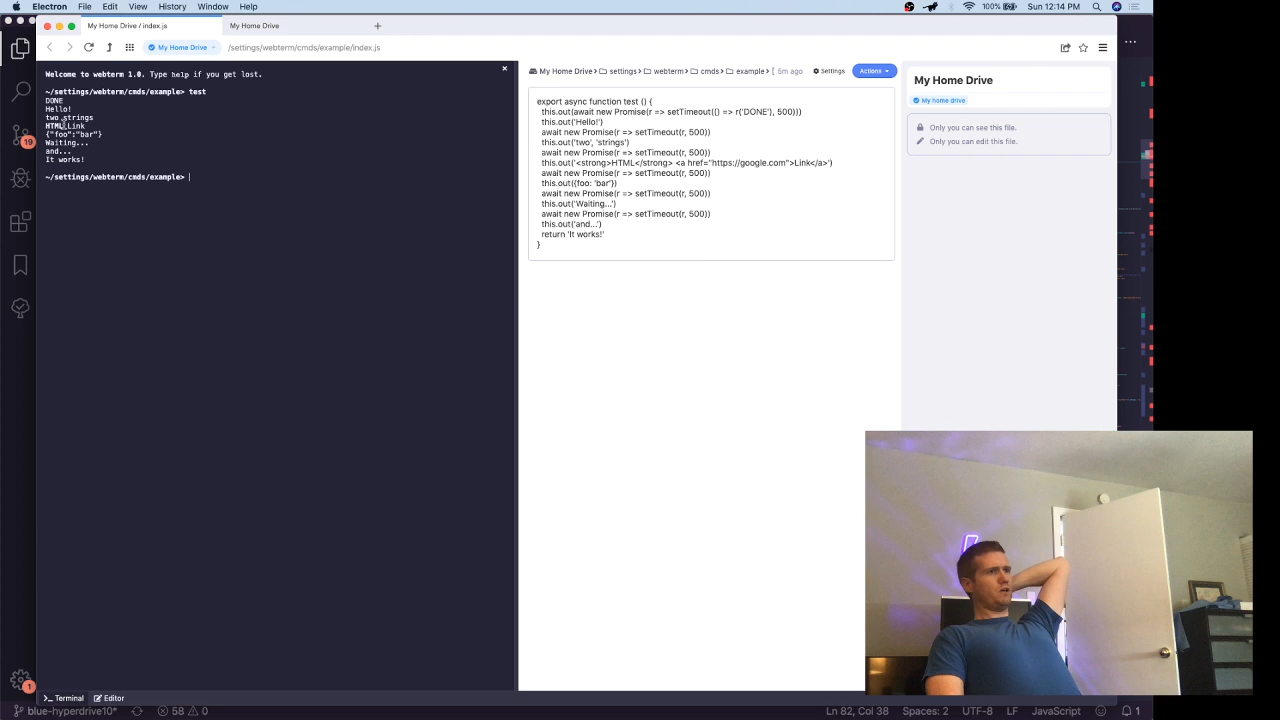 Electron File Edit View History Window Help
100% Sun 12:14 PM
My Home Drive / index.js
My Home Drive
My Home Drive
/settings/webterm/cmds/example/index.js
Welcome to webterm 1.0. Type help if you get lost.
~/settings/webterm/cmds/example> test
DONE
Hello!
two strings
HTML Link
{"foo":"bar"}
Waiting...
and...
It works!
~/settings/webterm/cmds/example>
My Home Drive › settings › webterm › cmds › example › [ 5m ago
Settings
Actions
export async function test () {
this.out(await new Promise(r => setTimeout(() => r('DONE'), 500)))
this.out('Hello!')
await new Promise(r => setTimeout(r, 500))
this.out('two', 'strings')
await new Promise(r => setTimeout(r, 500))
this.out('<strong>HTML</strong> <a href="https://google.com">Link</a>')
await new Promise(r => setTimeout(r, 500))
this.out({foo: 'bar'})
await new Promise(r => setTimeout(r, 500))
this.out('Waiting...')
await new Promise(r => setTimeout(r, 500))
this.out('and...')
return 'It works!'
}
My Home Drive
My home drive
Only you can see this file.
Only you can edit this file.
19
1
Terminal Editor
blue-hyperdrive10* 58 0
Ln 82, Col 38 Spaces: 2 UTF-8 LF JavaScript 1